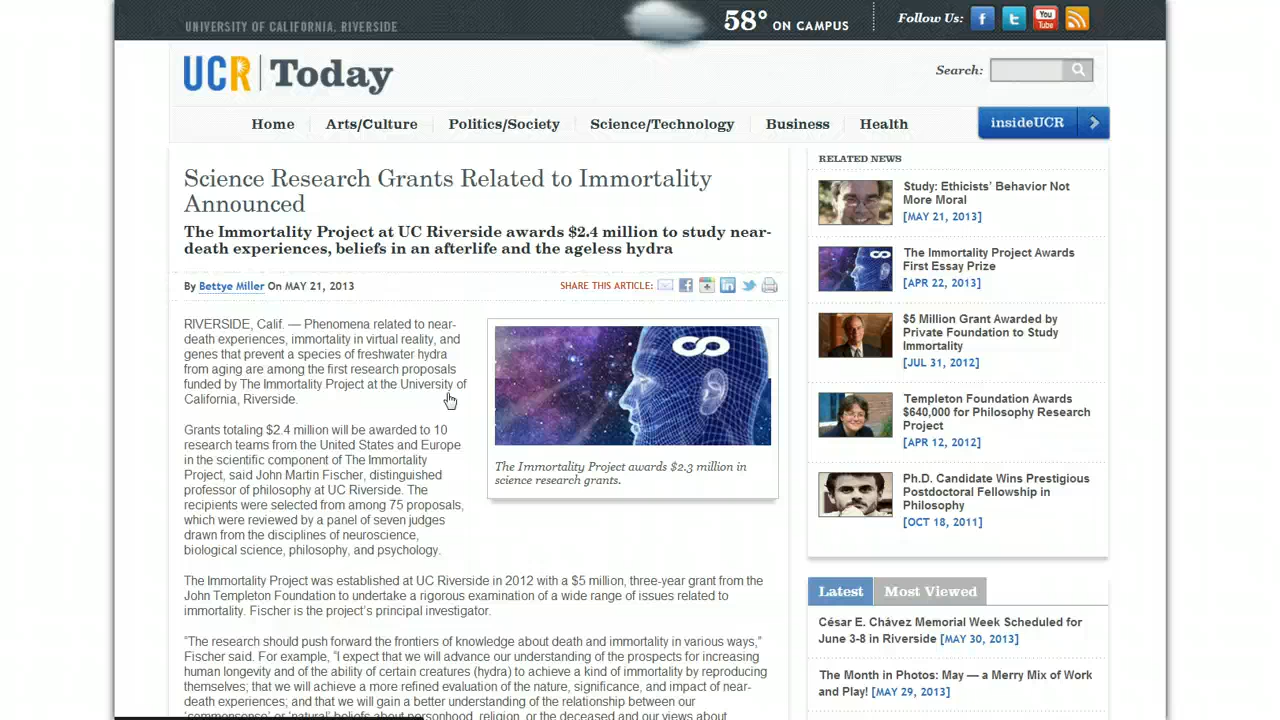 UNIVERSITY OF CALIFORNIA, RIVERSIDE
58° ON CAMPUS
Follow Us:
You
Tube
UCR Today
Search:
Home Arts/Culture Politics/Society Science/Technology Business Health insideUCR
Science Research Grants Related to Immortality
Announced
The Immortality Project at UC Riverside awards $2.4 million to study near-
death experiences, beliefs in an afterlife and the ageless hydra
By Bettye Miller On MAY 21, 2013
SHARE THIS ARTICLE:
RIVERSIDE, Calif. — Phenomena related to near-
death experiences, immortality in virtual reality, and
genes that prevent a species of freshwater hydra
from aging are among the first research proposals
funded by The Immortality Project at the University of
California, Riverside.
Grants totaling $2.4 million will be awarded to 10
research teams from the United States and Europe
in the scientific component of The Immortality
Project, said John Martin Fischer, distinguished
professor of philosophy at UC Riverside. The
recipients were selected from among 75 proposals,
which were reviewed by a panel of seven judges
drawn from the disciplines of neuroscience,
biological science, philosophy, and psychology.
The Immortality Project awards $2.3 million in
science research grants.
The Immortality Project was established at UC Riverside in 2012 with a $5 million, three-year grant from the
John Templeton Foundation to undertake a rigorous examination of a wide range of issues related to
immortality. Fischer is the project's principal investigator.
"The research should push forward the frontiers of knowledge about death and immortality in various ways,"
Fischer said. For example, "I expect that we will advance our understanding of the prospects for increasing
human longevity and of the ability of certain creatures (hydra) to achieve a kind of immortality by reproducing
themselves; that we will achieve a more refined evaluation of the nature, significance, and impact of near-
death experiences; and that we will gain a better understanding of the relationship between our
'commonsense' or 'natural' beliefs about personhood, religion, or the deceased and our views about
RELATED NEWS
Study: Ethicists' Behavior Not
More Moral
[MAY 21, 2013]
The Immortality Project Awards
First Essay Prize
[APR 22, 2013]
$5 Million Grant Awarded by
Private Foundation to Study
Immortality
[JUL 31, 2012]
Templeton Foundation Awards
$640,000 for Philosophy Research
Project
[APR 12, 2012]
Ph.D. Candidate Wins Prestigious
Postdoctoral Fellowship in
Philosophy
[OCT 18, 2011]
Latest Most Viewed
César E. Chávez Memorial Week Scheduled for
June 3-8 in Riverside [MAY 30, 2013]
The Month in Photos: May — a Merry Mix of Work
and Play! [MAY 29, 2013]